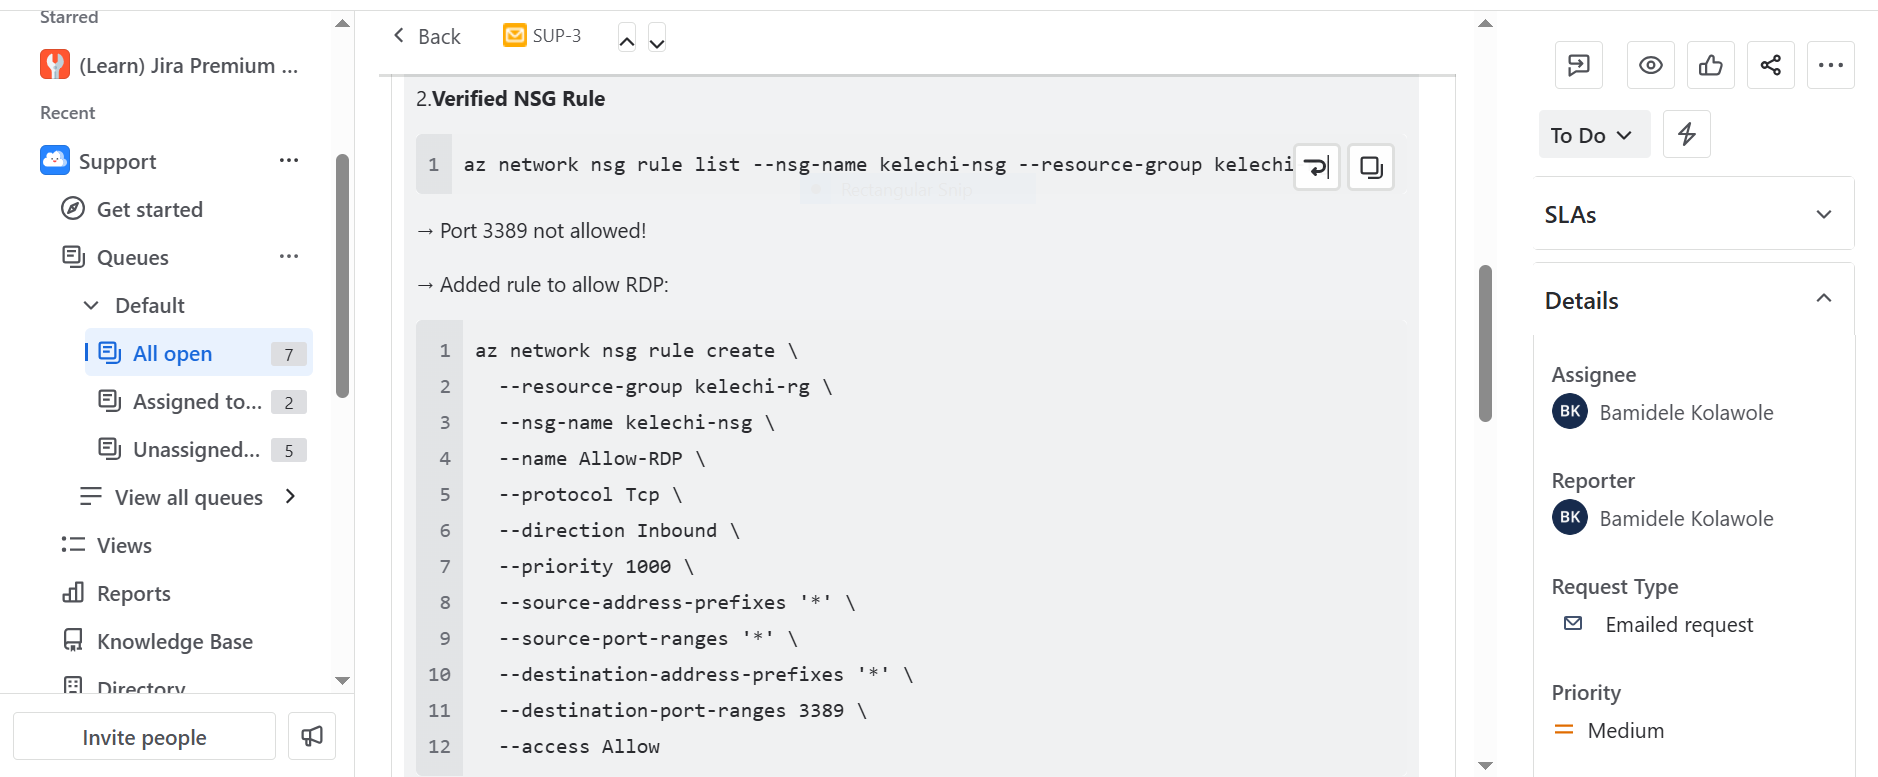 Starred
(Learn) Jira Premium ...
Recent
Support
Get started
Queues
Default
All open 7
Assigned to... 2
Unassigned... 5
View all queues
Views
Reports
Knowledge Base
Directory
Invite people
Back SUP-3
2.Verified NSG Rule
1 az network nsg rule list --nsg-name kelechi-nsg --resource-group kelechi
Rectangular Snip
→ Port 3389 not allowed!
→ Added rule to allow RDP:
1 az network nsg rule create \
2 --resource-group kelechi-rg \
3 --nsg-name kelechi-nsg \
4 --name Allow-RDP \
5 --protocol Tcp \
6 --direction Inbound \
7 --priority 1000 \
8 --source-address-prefixes '*' \
9 --source-port-ranges '*' \
10 --destination-address-prefixes '*' \
11 --destination-port-ranges 3389 \
12 --access Allow
To Do
SLAs
Details
Assignee
BK Bamidele Kolawole
Reporter
BK Bamidele Kolawole
Request Type
Emailed request
Priority
Medium